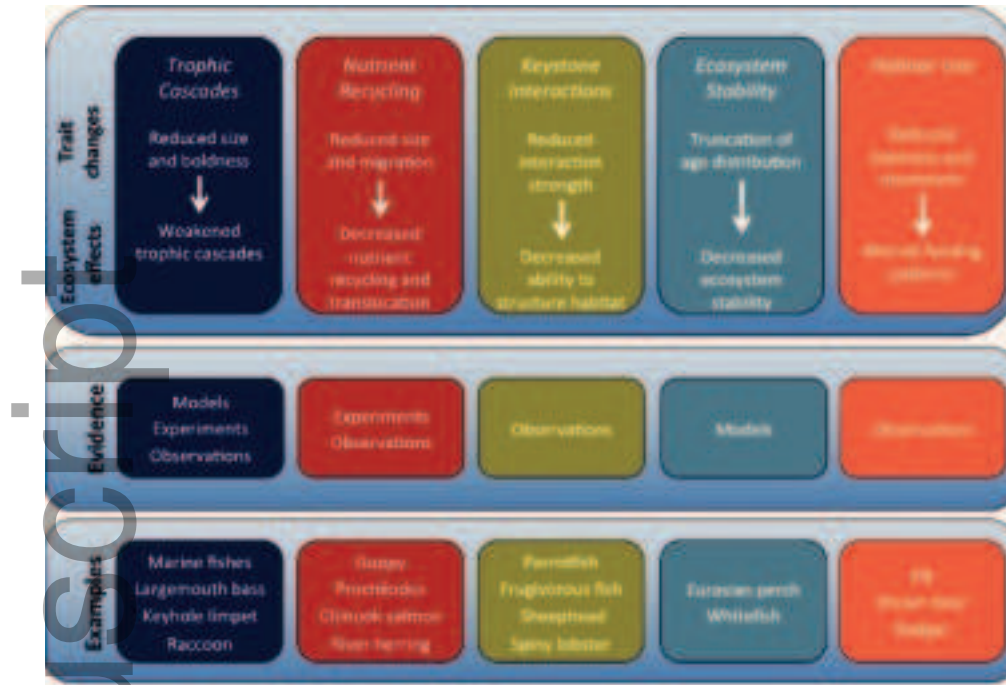 Trophic
Cascades
Nutrient
Recycling
Keystone
Interactions
Ecosystem
Stability
Trait
changes
Reduced size
and boldness
Reduced size
and migration
Reduced
interaction
strength
Truncation of
age distribution
Ecosystem
effects
Weakened
trophic cascades
Decreased
nutrient
recycling and
translocation
Decreased
ability to
structure habitat
Decreased
ecosystem
stability
Evidence
Models
Experiments
Observations
Experiments
Observations
Observations
Models
Observations
Examples
Marine fishes
Largemouth bass
Keyhole limpet
Raccoon
Guppy
Prochilodus
Chinook salmon
River herring
Parrotfish
Frugivorous fish
Sheephead
Spiny lobster
Eurasian perch
Whitefish
Elk
uscript